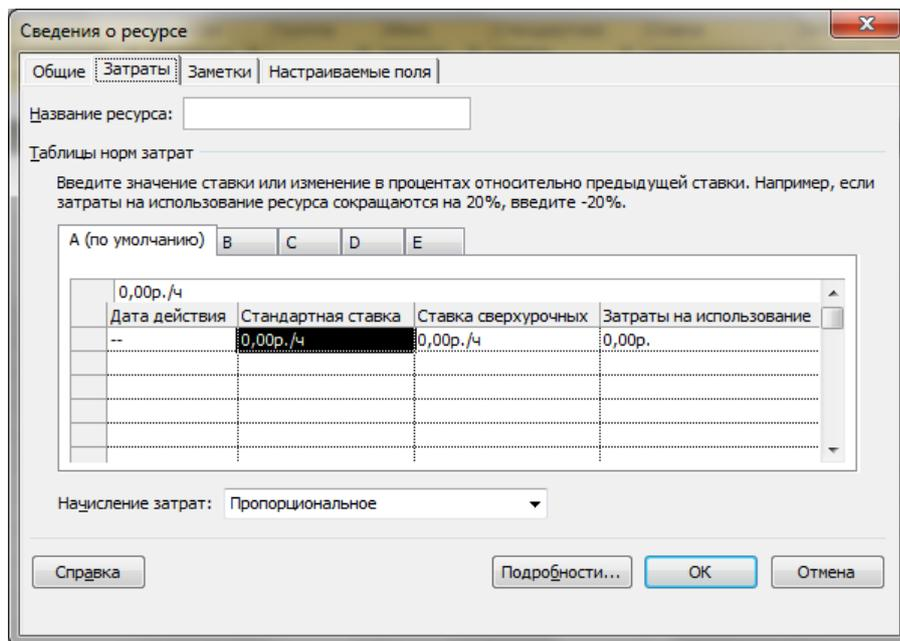 Сведения о ресурсе
Общие Затраты Заметки Настраиваемые поля
Название ресурса:
Таблицы норм затрат
Введите значение ставки или изменение в процентах относительно предыдущей ставки. Например, если
затраты на использование ресурса сокращаются на 20%, введите -20%.
A (по умолчанию) B C D E
0,00р./ч
Дата действия Стандартная ставка Ставка сверхурочных Затраты на использование
-- 0,00р./ч 0,00р./ч 0,00р.
Начисление затрат: Пропорциональное
Справка Подробности... ОК Отмена